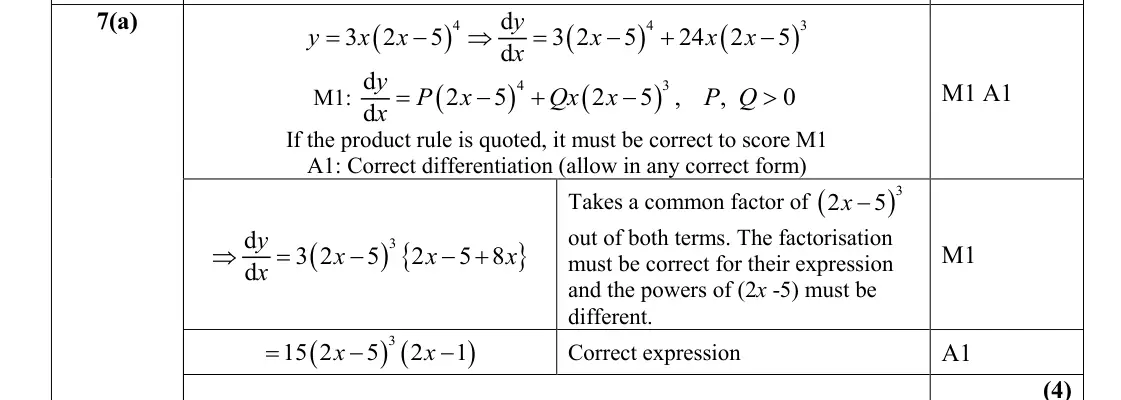 7(a)
y = 3x(2x − 5)⁴ ⇒ dy/dx = 3(2x − 5)⁴ + 24x(2x − 5)³
M1: dy/dx = P(2x − 5)⁴ + Qx(2x − 5)³, P, Q > 0
If the product rule is quoted, it must be correct to score M1
A1: Correct differentiation (allow in any correct form)
M1 A1
⇒ dy/dx = 3(2x − 5)³{2x − 5 + 8x}
Takes a common factor of (2x − 5)³
out of both terms. The factorisation
must be correct for their expression
and the powers of (2x -5) must be
different.
M1
= 15(2x − 5)³(2x − 1)
Correct expression
A1
(4)